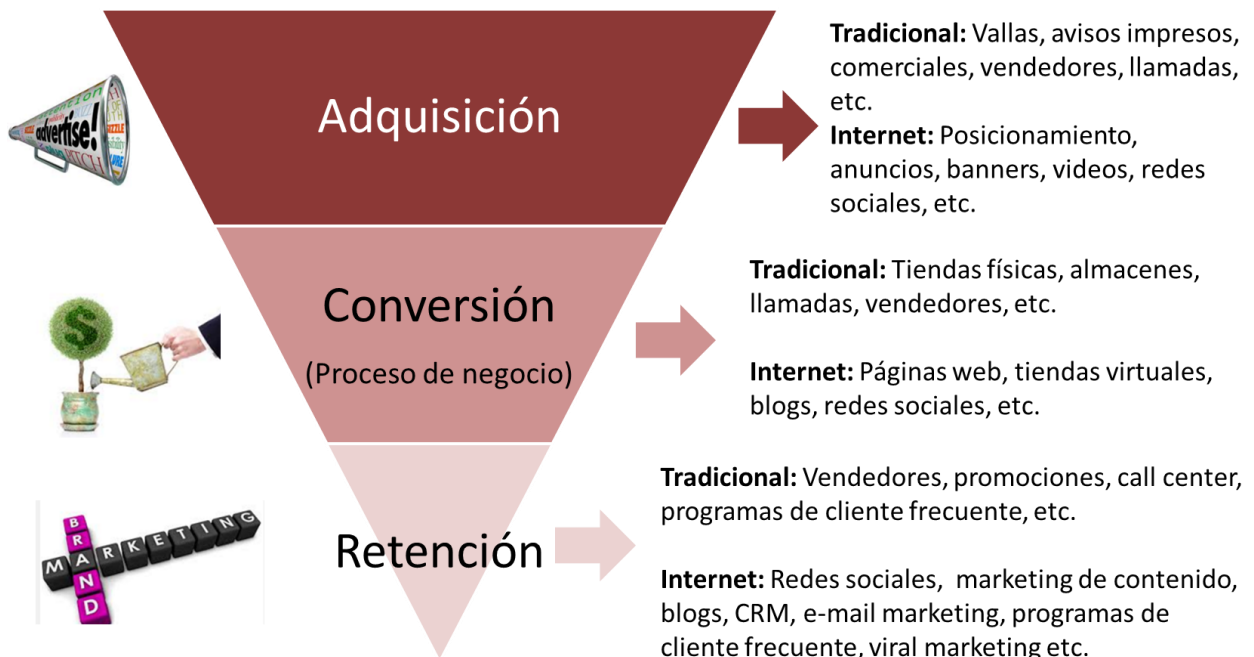 Adquisición
Tradicional: Vallas, avisos impresos,
comerciales, vendedores, llamadas,
etc.
Internet: Posicionamiento,
anuncios, banners, videos, redes
sociales, etc.
advertise!
Conversión
(Proceso de negocio)
Tradicional: Tiendas físicas, almacenes,
llamadas, vendedores, etc.
Internet: Páginas web, tiendas virtuales,
blogs, redes sociales, etc.
$
Retención
Tradicional: Vendedores, promociones, call center,
programas de cliente frecuente, etc.
Internet: Redes sociales,  marketing de contenido,
blogs, CRM, e-mail marketing, programas de
cliente frecuente, viral marketing etc.
MARKETING
BRAND